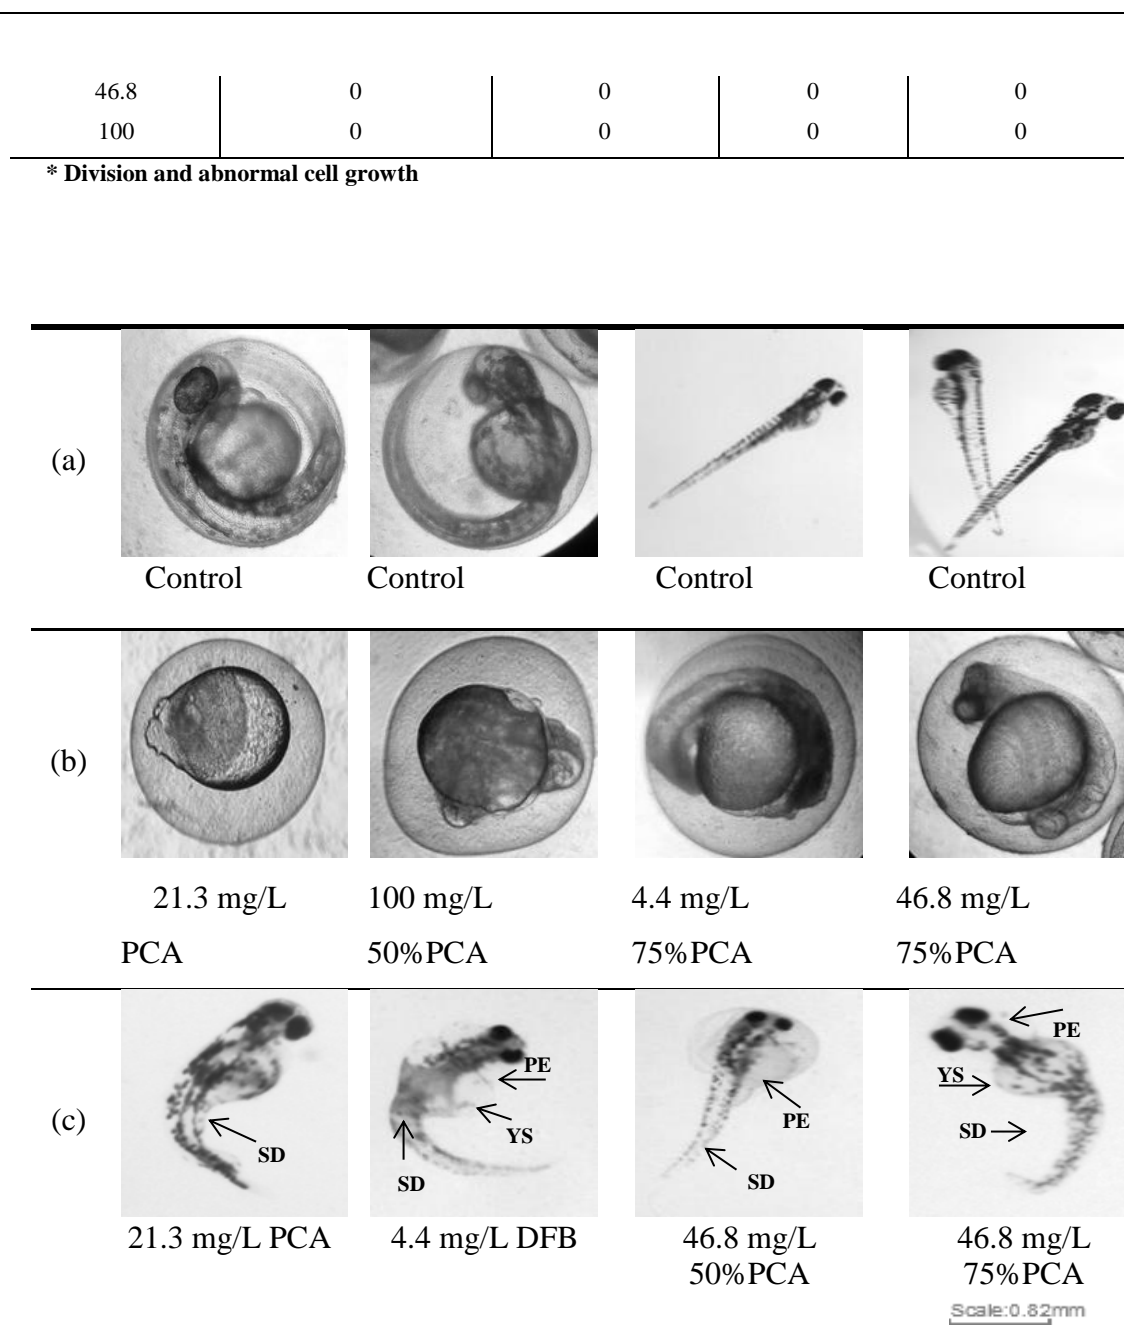 46.8 0 0 0 0
100 0 0 0 0
* Division and abnormal cell growth
(a)
Control Control Control Control
(b)
21.3 mg/L 100 mg/L 4.4 mg/L 46.8 mg/L
PCA 50%PCA 75%PCA 75%PCA
(c)
SD
PE
YS
SD
PE
SD
PE
YS
SD
21.3 mg/L PCA 4.4 mg/L DFB 46.8 mg/L 46.8 mg/L
50%PCA 75%PCA
Scale:0.82mm